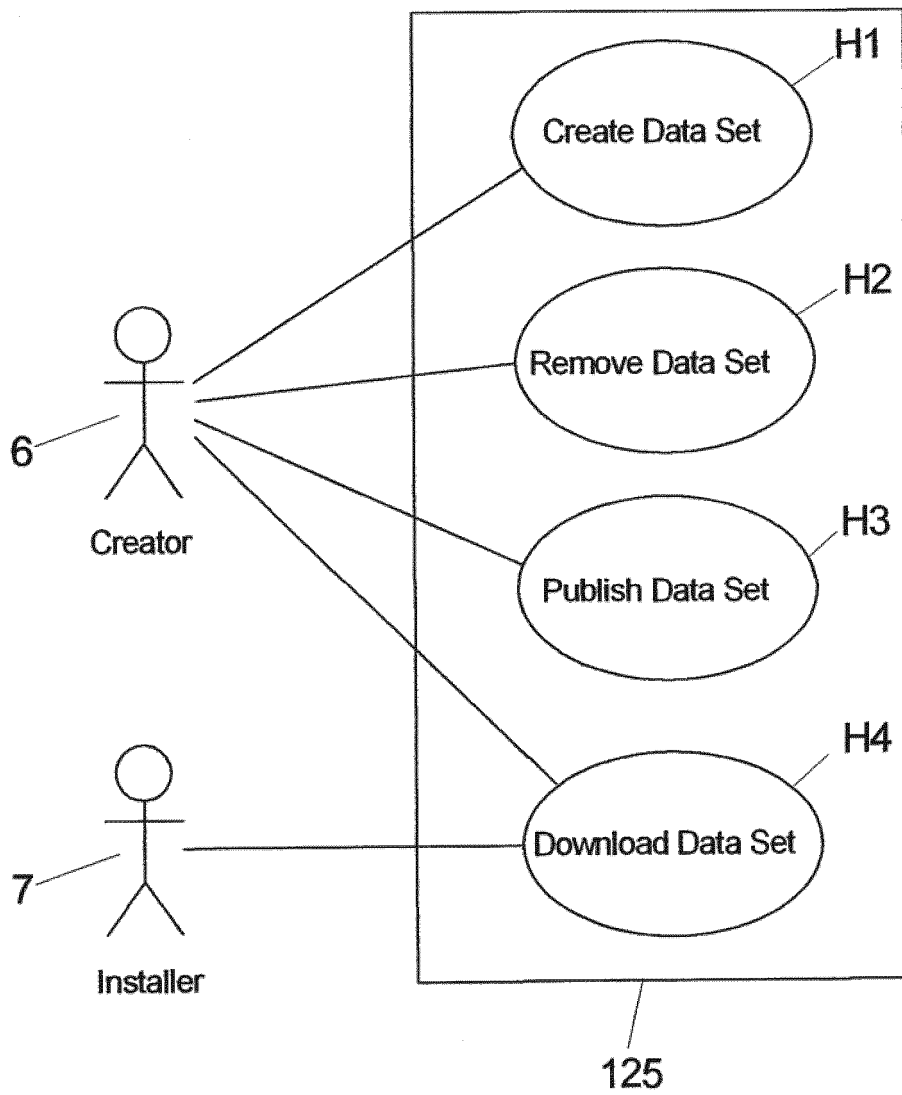 H1
Create Data Set
H2
Remove Data Set
6
Creator
H3
Publish Data Set
H4
Download Data Set
7
Installer
125